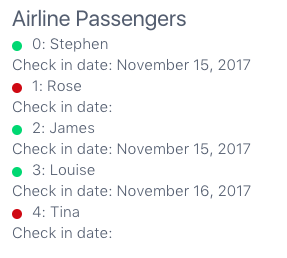 Airline Passengers
0: Stephen
Check in date: November 15, 2017
1: Rose
Check in date:
2: James
Check in date: November 15, 2017
3: Louise
Check in date: November 16, 2017
4: Tina
Check in date: